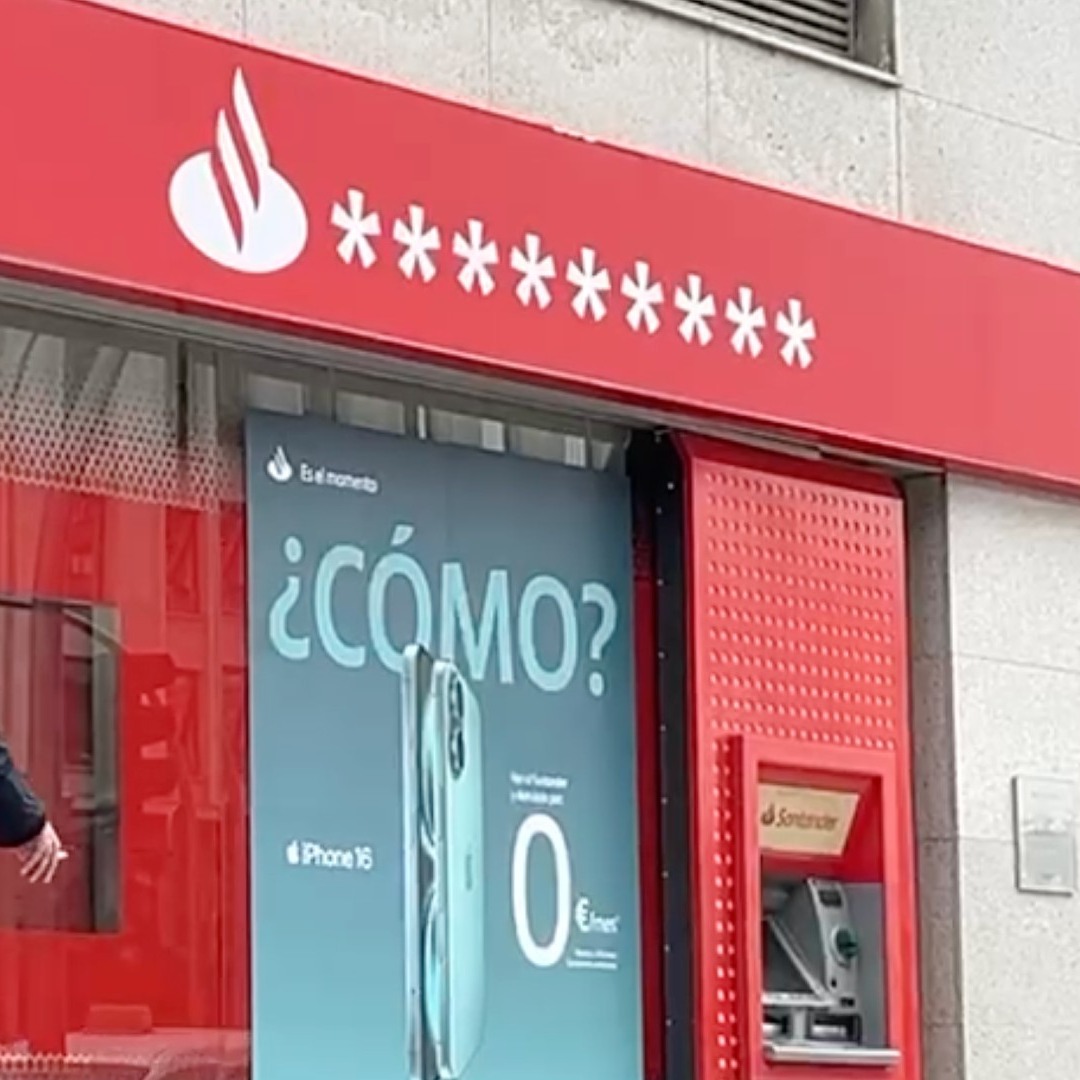 *********
Es el momento
¿CÓMO?
iPhone 16
0
€/mes*
Santander